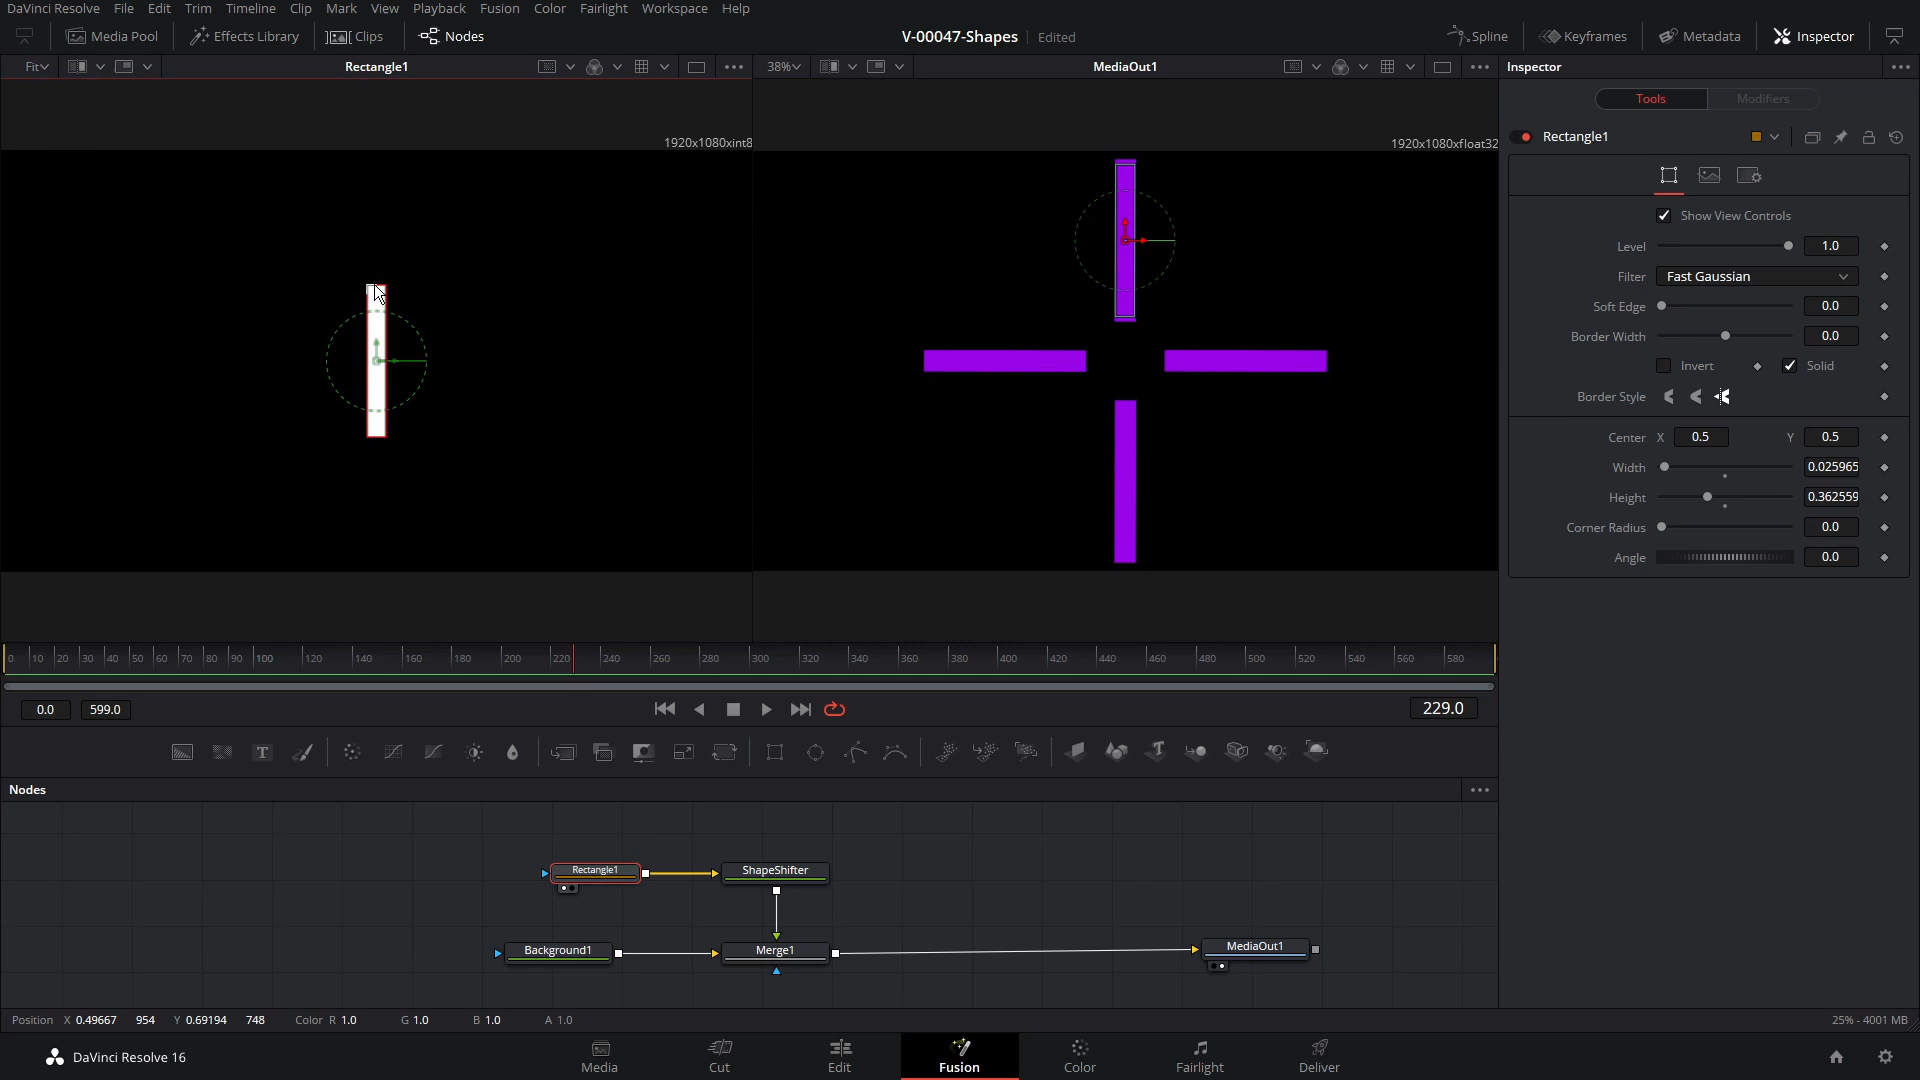 DaVinci Resolve File Edit Trim Timeline Clip Mark View Playback Fusion Color Fairlight Workspace Help
Media Pool Effects Library Clips Nodes V-00047-Shapes Edited Spline Keyframes Metadata Inspector
Fit Rectangle1 38% MediaOut1 Inspector
Tools Modifiers
1920x1080xint8 1920x1080xfloat32
Rectangle1
Show View Controls
Level 1.0
Filter Fast Gaussian
Soft Edge 0.0
Border Width 0.0
Invert Solid
Border Style
Center X 0.5 Y 0.5
Width 0.025965
Height 0.362559
Corner Radius 0.0
Angle 0.0
0 10 20 30 40 50 60 70 80 90 100 120 140 160 180 200 220 240 260 280 300 320 340 360 380 400 420 440 460 480 500 520 540 560 580
0.0 599.0 229.0
T
Nodes
Rectangle1 ShapeShifter
Background1 Merge1 MediaOut1
Position X 0.49667 954 Y 0.69194 748 Color R 1.0 G 1.0 B 1.0 A 1.0 25% - 4001 MB
DaVinci Resolve 16 Media Cut Edit Fusion Color Fairlight Deliver